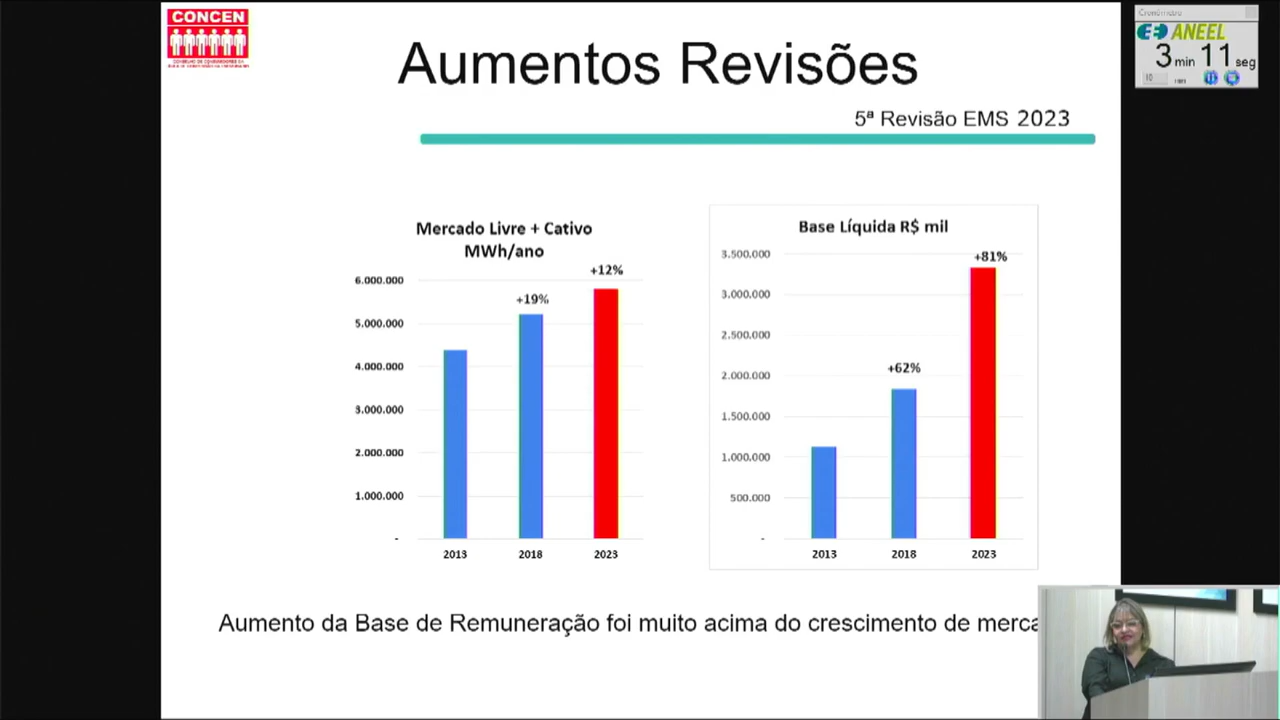 CONCEN
Aumentos Revisões
5ª Revisão EMS 2023
Cronômetro
ANEEL
3 min 11 seg
10
min
Mercado Livre + Cativo
MWh/ano
6.000.000
5.000.000
4.000.000
3.000.000
2.000.000
1.000.000
-
+19%
+12%
2013
2018
2023
Base Líquida R$ mil
3.500.000
3.000.000
2.500.000
2.000.000
1.500.000
1.000.000
500.000
-
+62%
+81%
2013
2018
2023
Aumento da Base de Remuneração foi muito acima do crescimento de merca